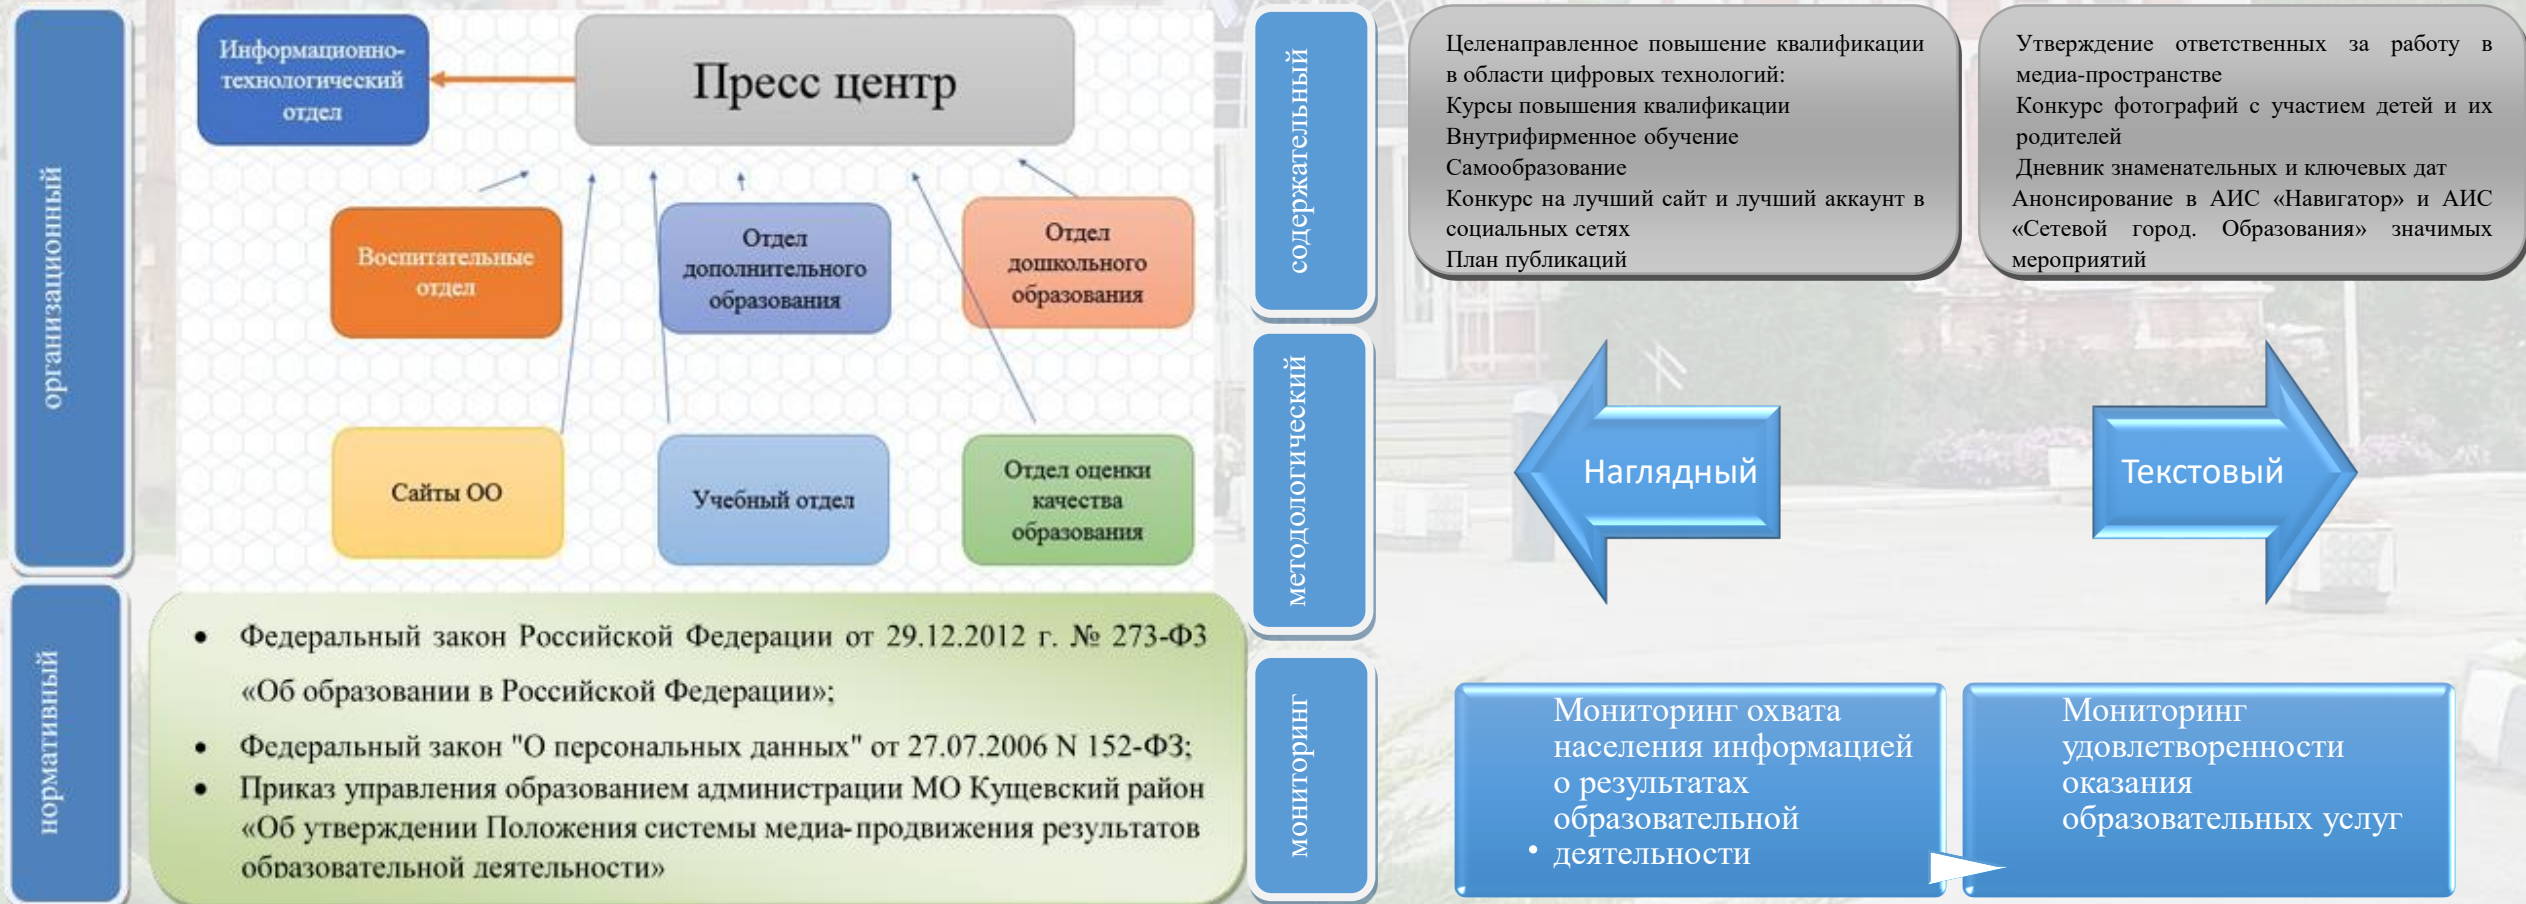 организационный
Информационно-
технологический
отдел
Пресс центр
Воспитательные
отдел
Отдел
дополнительного
образования
Отдел
дошкольного
образования
Сайты ОО
Учебный отдел
Отдел оценки
качества
образования
нормативный
• Федеральный закон Российской Федерации от 29.12.2012 г. № 273-ФЗ
«Об образовании в Российской Федерации»;
• Федеральный закон "О персональных данных" от 27.07.2006 N 152-ФЗ;
• Приказ управления образованием администрации МО Кущевский район
«Об утверждении Положения системы медиа-продвижения результатов
образовательной деятельности»
содержательный
Целенаправленное повышение квалификации
в области цифровых технологий:
Курсы повышения квалификации
Внутрифирменное обучение
Самообразование
Конкурс на лучший сайт и лучший аккаунт в
социальных сетях
План публикаций
Утверждение ответственных за работу в
медиа-пространстве
Конкурс фотографий с участием детей и их
родителей
Дневник знаменательных и ключевых дат
Анонсирование в АИС «Навигатор» и АИС
«Сетевой город. Образования» значимых
мероприятий
методологический
Наглядный
Текстовый
мониторинг
Мониторинг охвата
населения информацией
о результатах
образовательной
• деятельности
Мониторинг
удовлетворенности
оказания
образовательных услуг